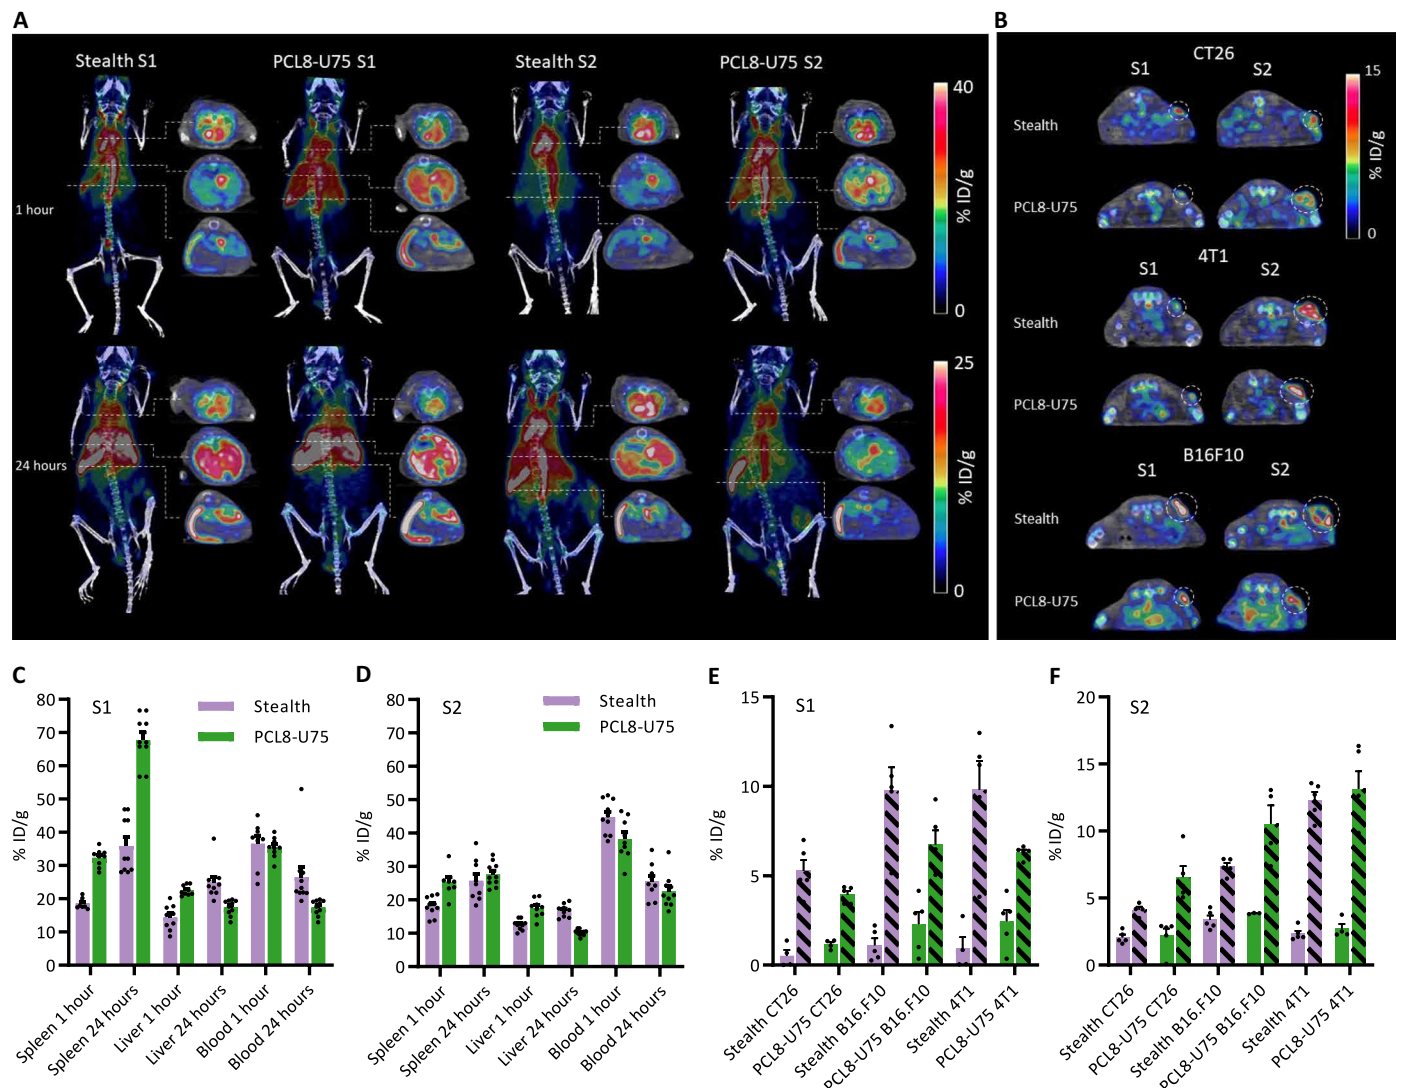 A
Stealth S1
PCL8-U75 S1
Stealth S2
PCL8-U75 S2
40
% ID/g
0
1 hour
25
% ID/g
0
24 hours
B
CT26
S1
S2
15
% ID/g
0
Stealth
PCL8-U75
4T1
S1
S2
Stealth
PCL8-U75
B16F10
S1
S2
Stealth
PCL8-U75
C
S1
Stealth
PCL8-U75
% ID/g
80
70
60
50
40
30
20
10
0
Spleen 1 hour
Spleen 24 hours
Liver 1 hour
Liver 24 hours
Blood 1 hour
Blood 24 hours
D
S2
Stealth
PCL8-U75
% ID/g
80
70
60
50
40
30
20
10
0
Spleen 1 hour
Spleen 24 hours
Liver 1 hour
Liver 24 hours
Blood 1 hour
Blood 24 hours
E
S1
% ID/g
15
10
5
0
Stealth CT26
PCL8-U75 CT26
Stealth B16.F10
PCL8-U75 B16.F10
Stealth 4T1
PCL8-U75 4T1
F
S2
% ID/g
20
15
10
5
0
Stealth CT26
PCL8-U75 CT26
Stealth B16.F10
PCL8-U75 B16.F10
Stealth 4T1
PCL8-U75 4T1